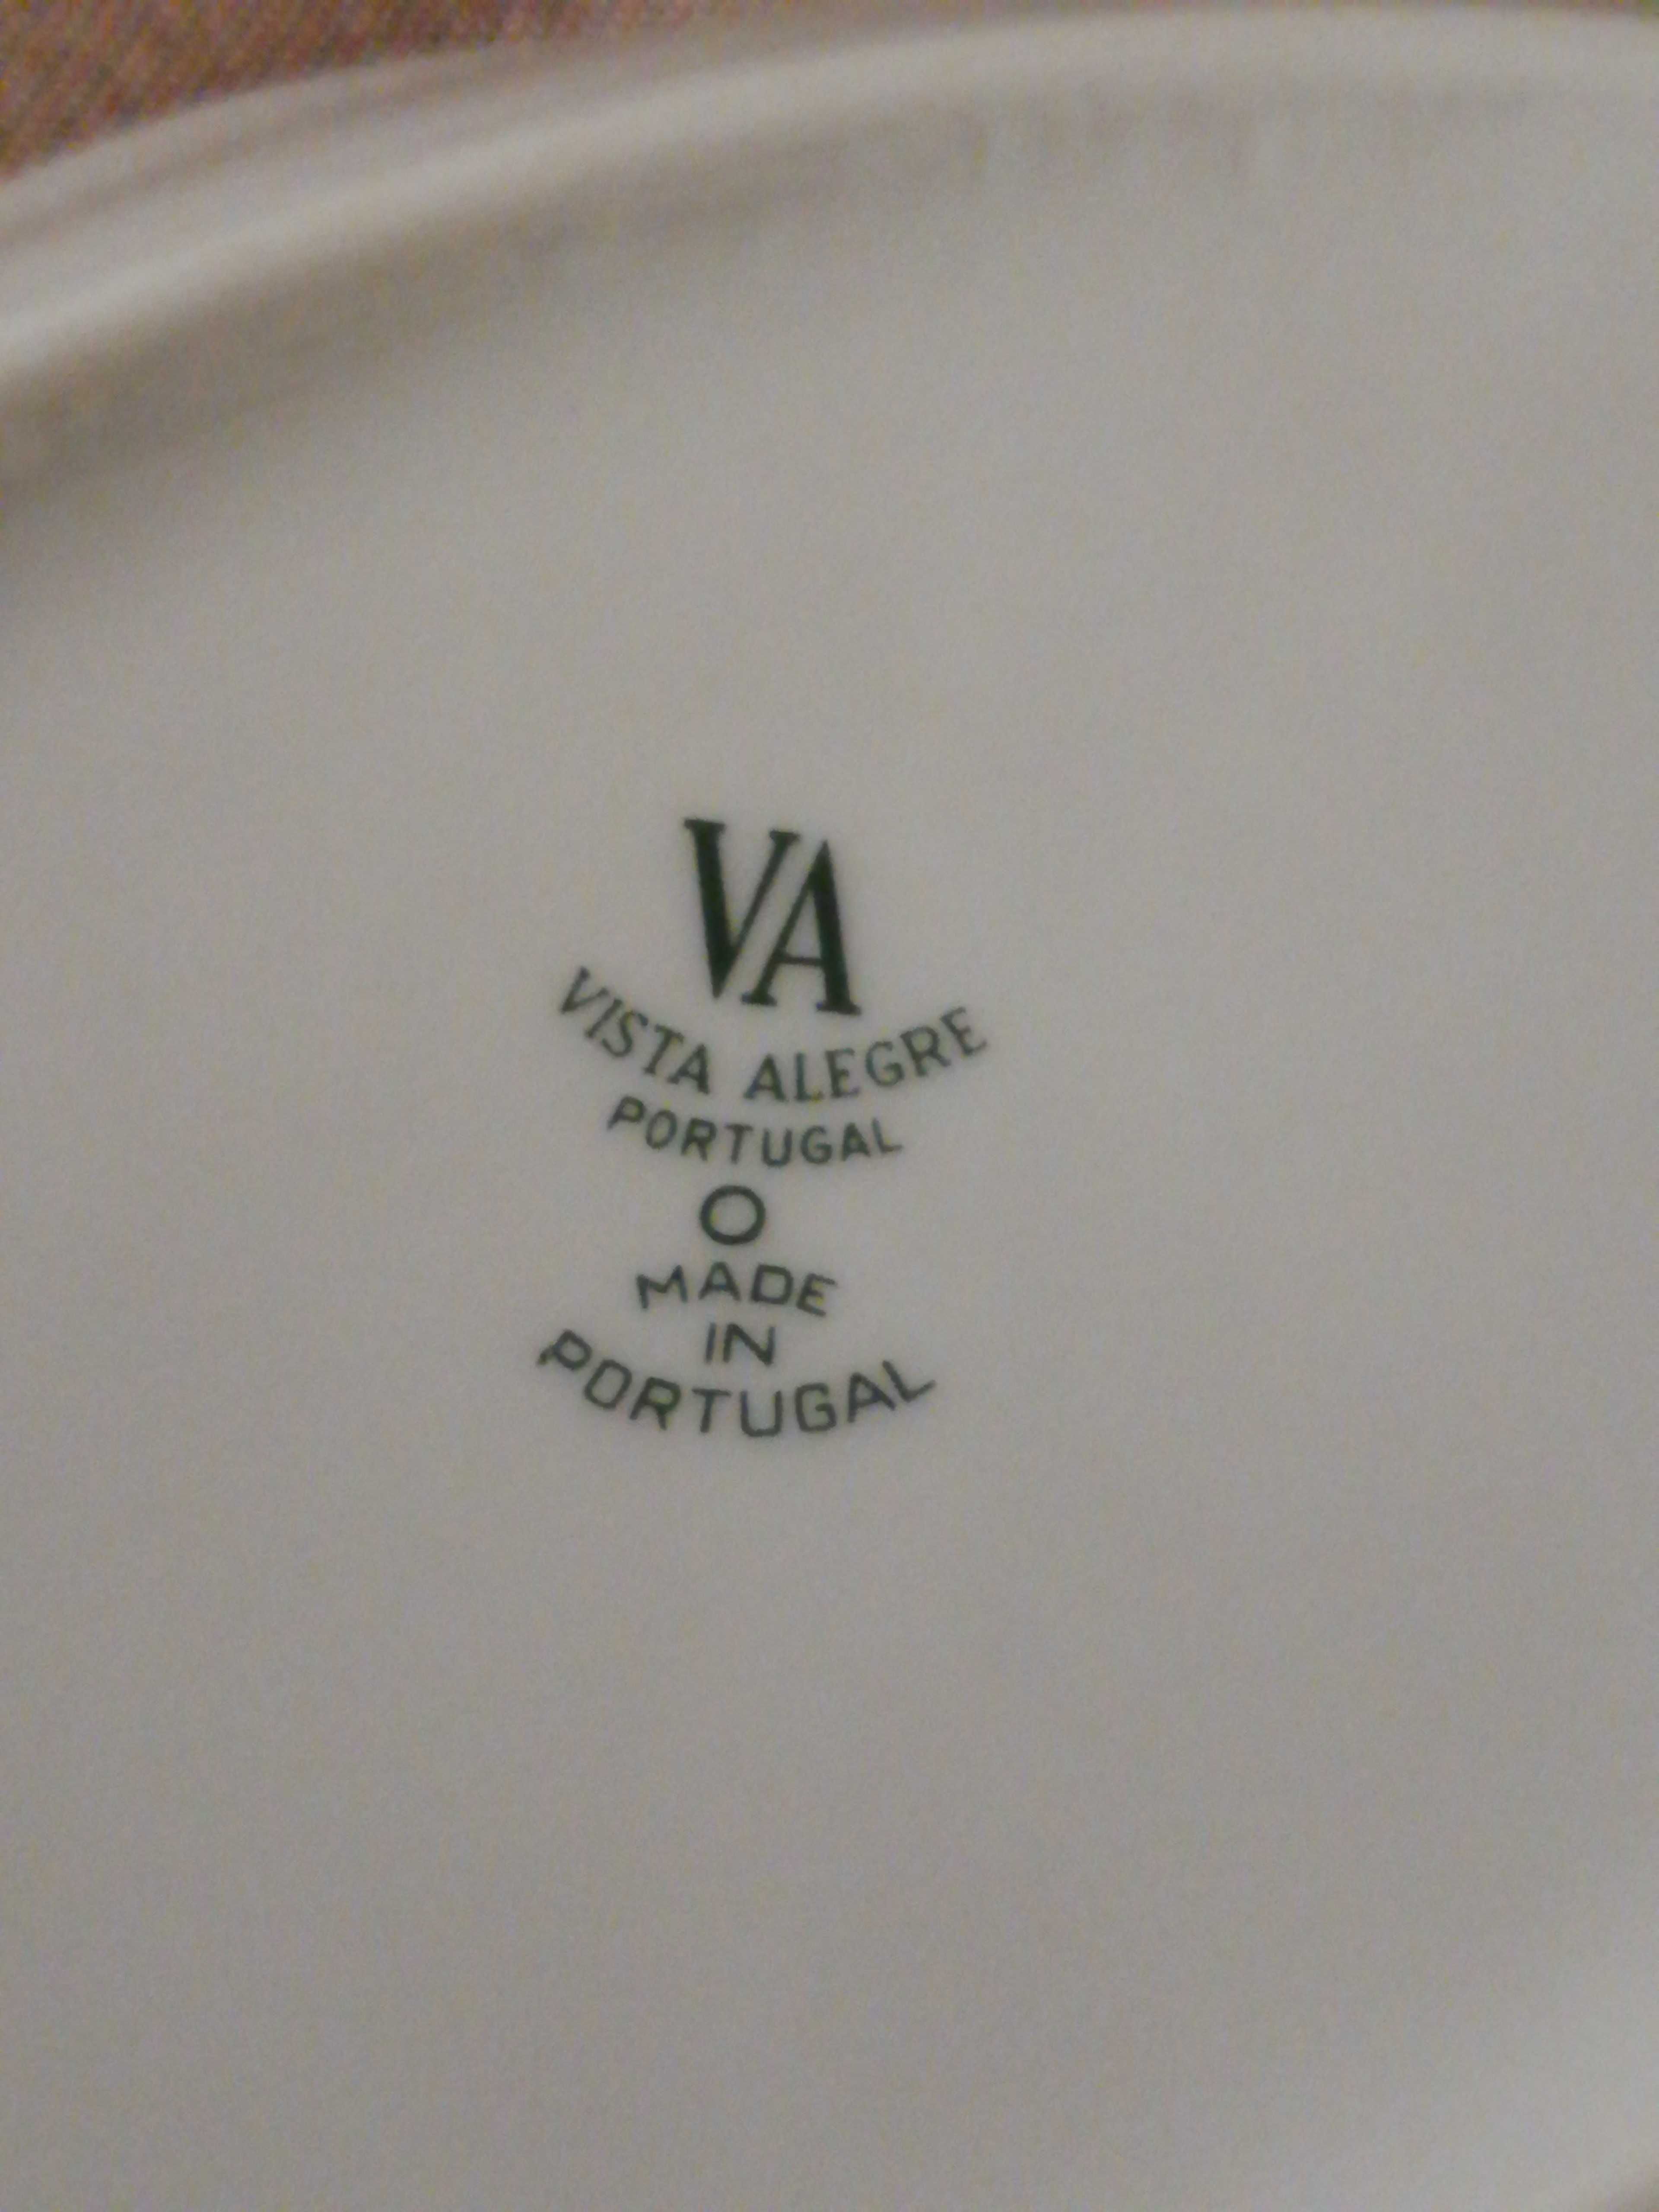 VA
VISTA ALEGRE
PORTUGAL
O
MADE
IN
PORTUGAL